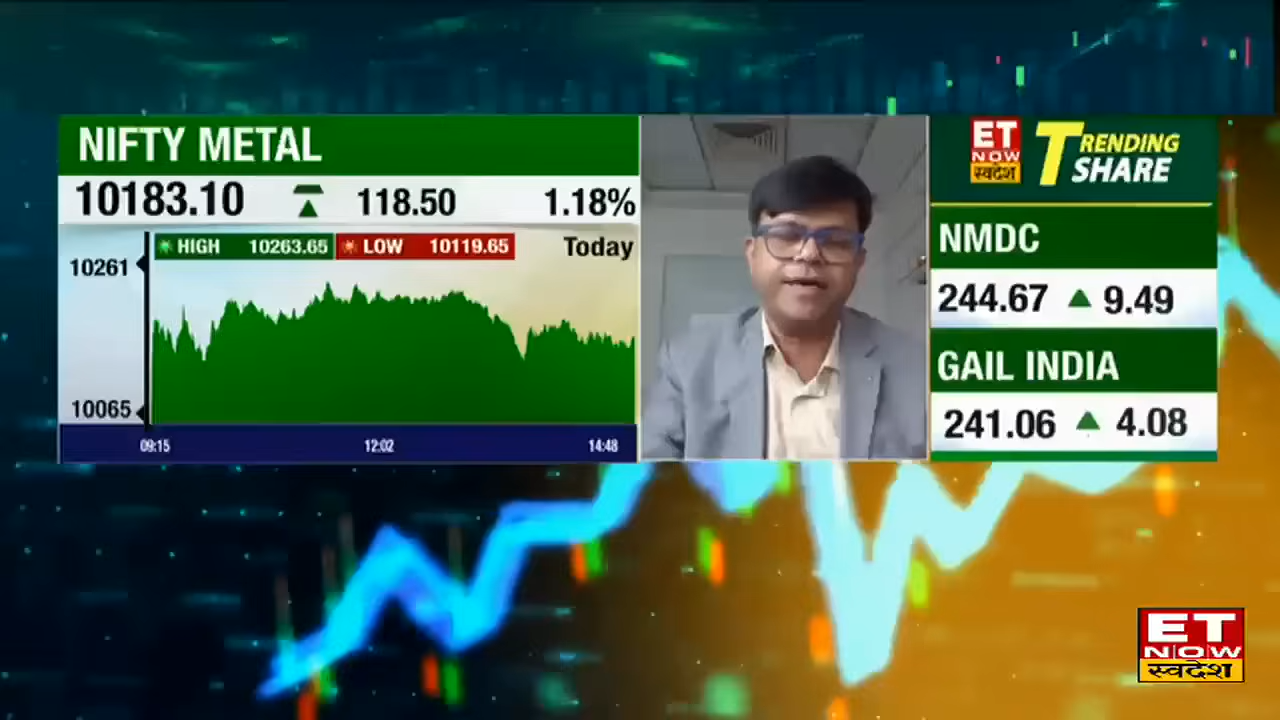 NIFTY METAL
10183.10 118.50 1.18%
HIGH 10263.65 LOW 10119.65 Today
10261
10065
09:15 12:02 14:48
ET
NOW
स्वदेश
TRENDING
SHARE
NMDC
244.67 9.49
GAIL INDIA
241.06 4.08
ET
NOW
स्वदेश